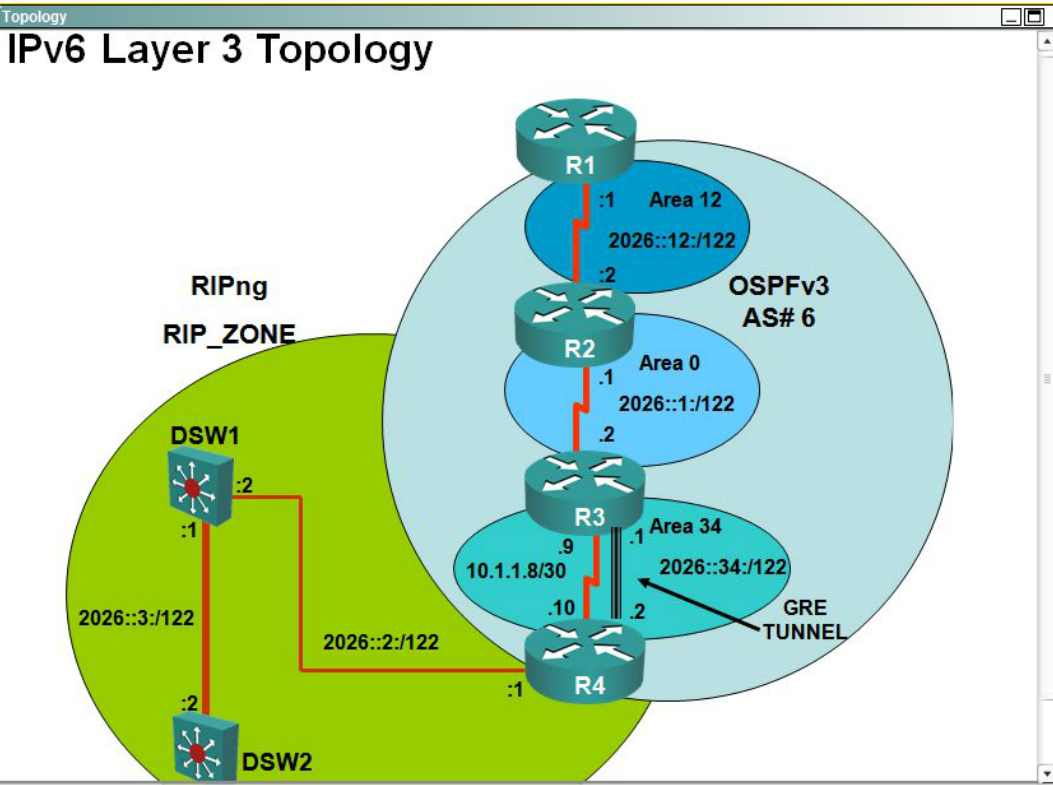 Topology
IPv6 Layer 3 Topology
R1
:1
Area 12
2026::12:/122
:2
RIPng
RIP_ZONE
OSPFv3
AS# 6
R2
.1
Area 0
2026::1:/122
.2
DSW1
:2
:1
R3
.9
.1
Area 34
10.1.1.8/30
2026::34:/122
.10
.2
GRE
TUNNEL
2026::3:/122
2026::2:/122
:1
R4
:2
DSW2